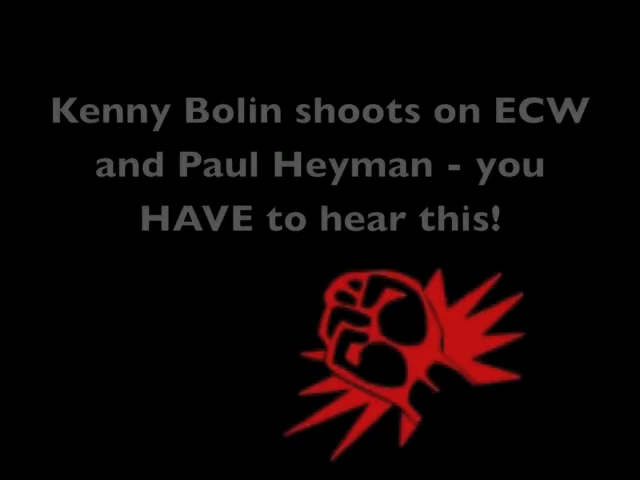 Kenny Bolin shoots on ECW
and Paul Heyman - you
HAVE to hear this!